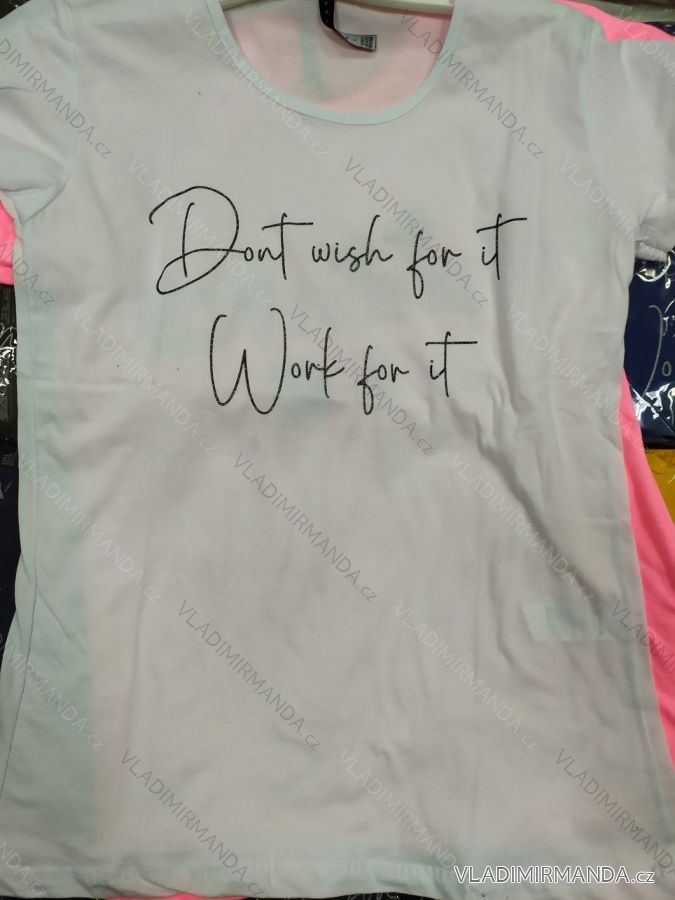 Dont wish for it
Work for it
VLADIMIRMANDA.cz